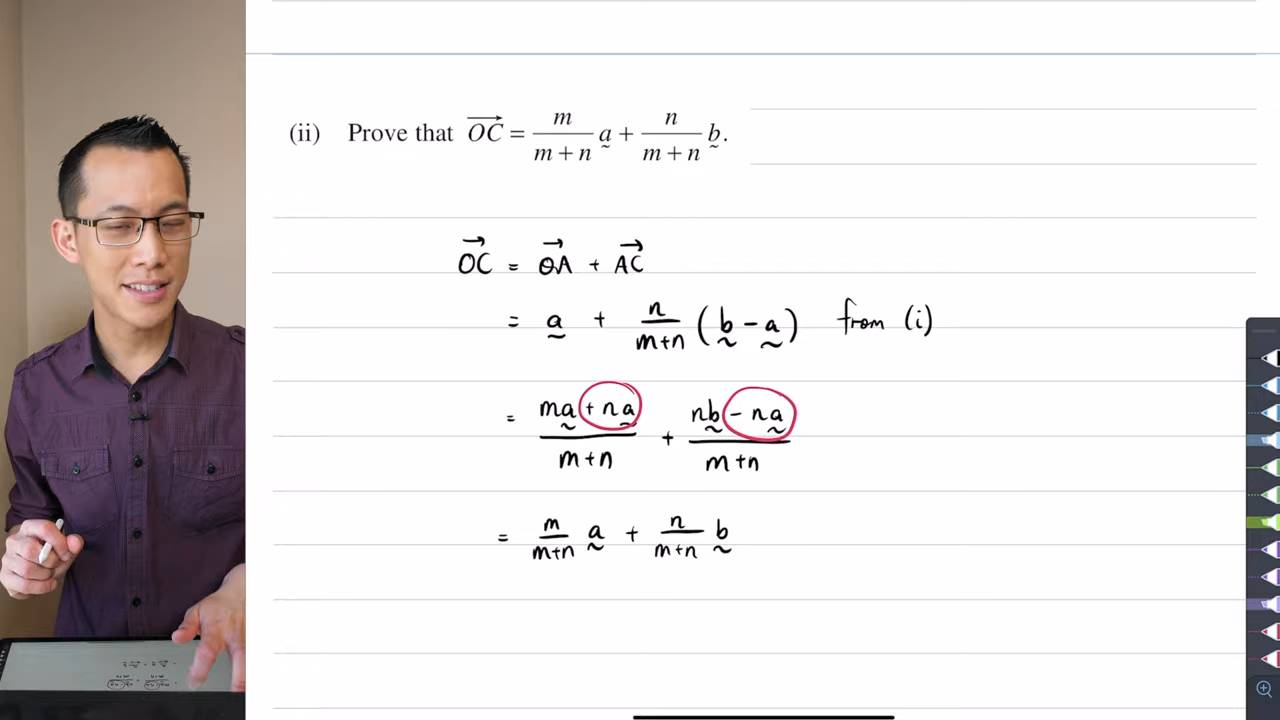 (ii) Prove that $\overrightarrow{OC} = \frac{m}{m+n} \underset{\sim}{a} + \frac{n}{m+n} \underset{\sim}{b}$.
$\overrightarrow{OC} = \overrightarrow{OA} + \overrightarrow{AC}$
$= \underset{\sim}{a} + \frac{n}{m+n} (\underset{\sim}{b} - \underset{\sim}{a})$ from (i)
$= \frac{m\underset{\sim}{a} + n\underset{\sim}{a}}{m+n} + \frac{n\underset{\sim}{b} - n\underset{\sim}{a}}{m+n}$
$= \frac{m}{m+n} \underset{\sim}{a} + \frac{n}{m+n} \underset{\sim}{b}$